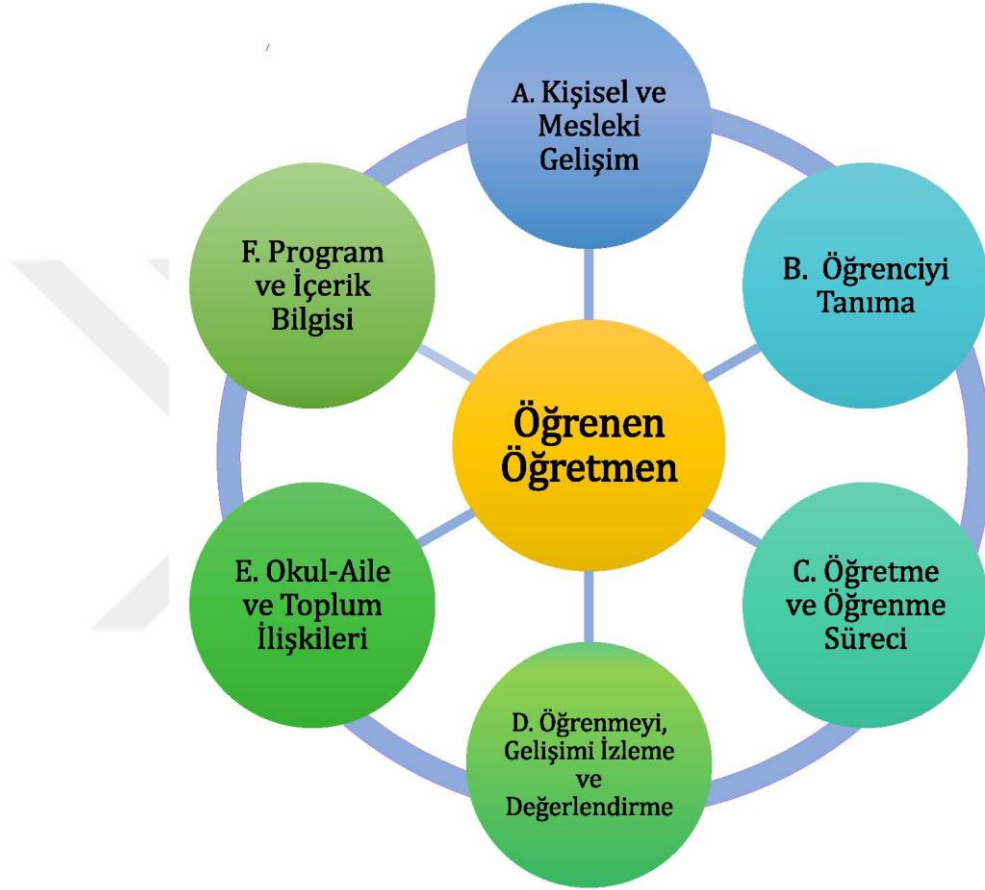 A. Kişisel ve
Mesleki
Gelişim
B. Öğrenciyi
Tanıma
C. Öğretme
ve Öğrenme
Süreci
D. Öğrenmeyi,
Gelişimi İzleme
ve
Değerlendirme
E. Okul-Aile
ve Toplum
İlişkileri
F. Program
ve İçerik
Bilgisi
Öğrenen
Öğretmen